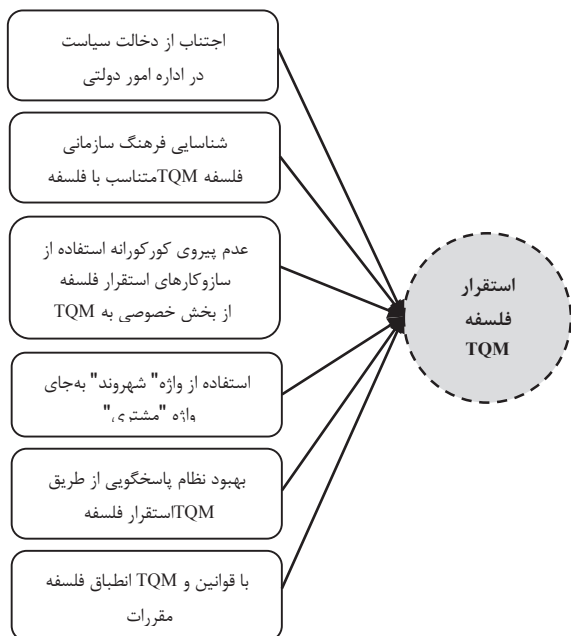 اجتناب از دخالت سیاست
در اداره امور دولتی
شناسایی فرهنگ سازمانی
فلسفه TQMمتناسب با فلسفه
عدم پیروی کورکورانه استفاده از
سازوکارهای استقرار فلسفه
از بخش خصوصی به TQM
استفاده از واژه" شهروند" به‌جای
واژه "مشتری"
بهبود نظام پاسخگویی از طریق
TQMاستقرار فلسفه
با قوانین و TQM انطباق فلسفه
مقررات
استقرار
فلسفه
TQM